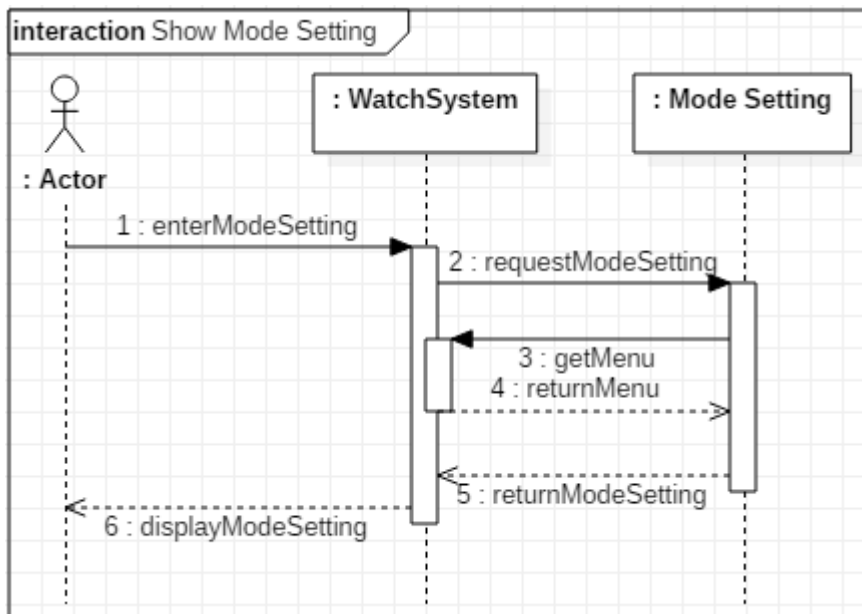 interaction Show Mode Setting
: WatchSystem
: Mode Setting
: Actor
1 : enterModeSetting
2 : requestModeSetting
3 : getMenu
4 : returnMenu
5 : returnModeSetting
6 : displayModeSetting